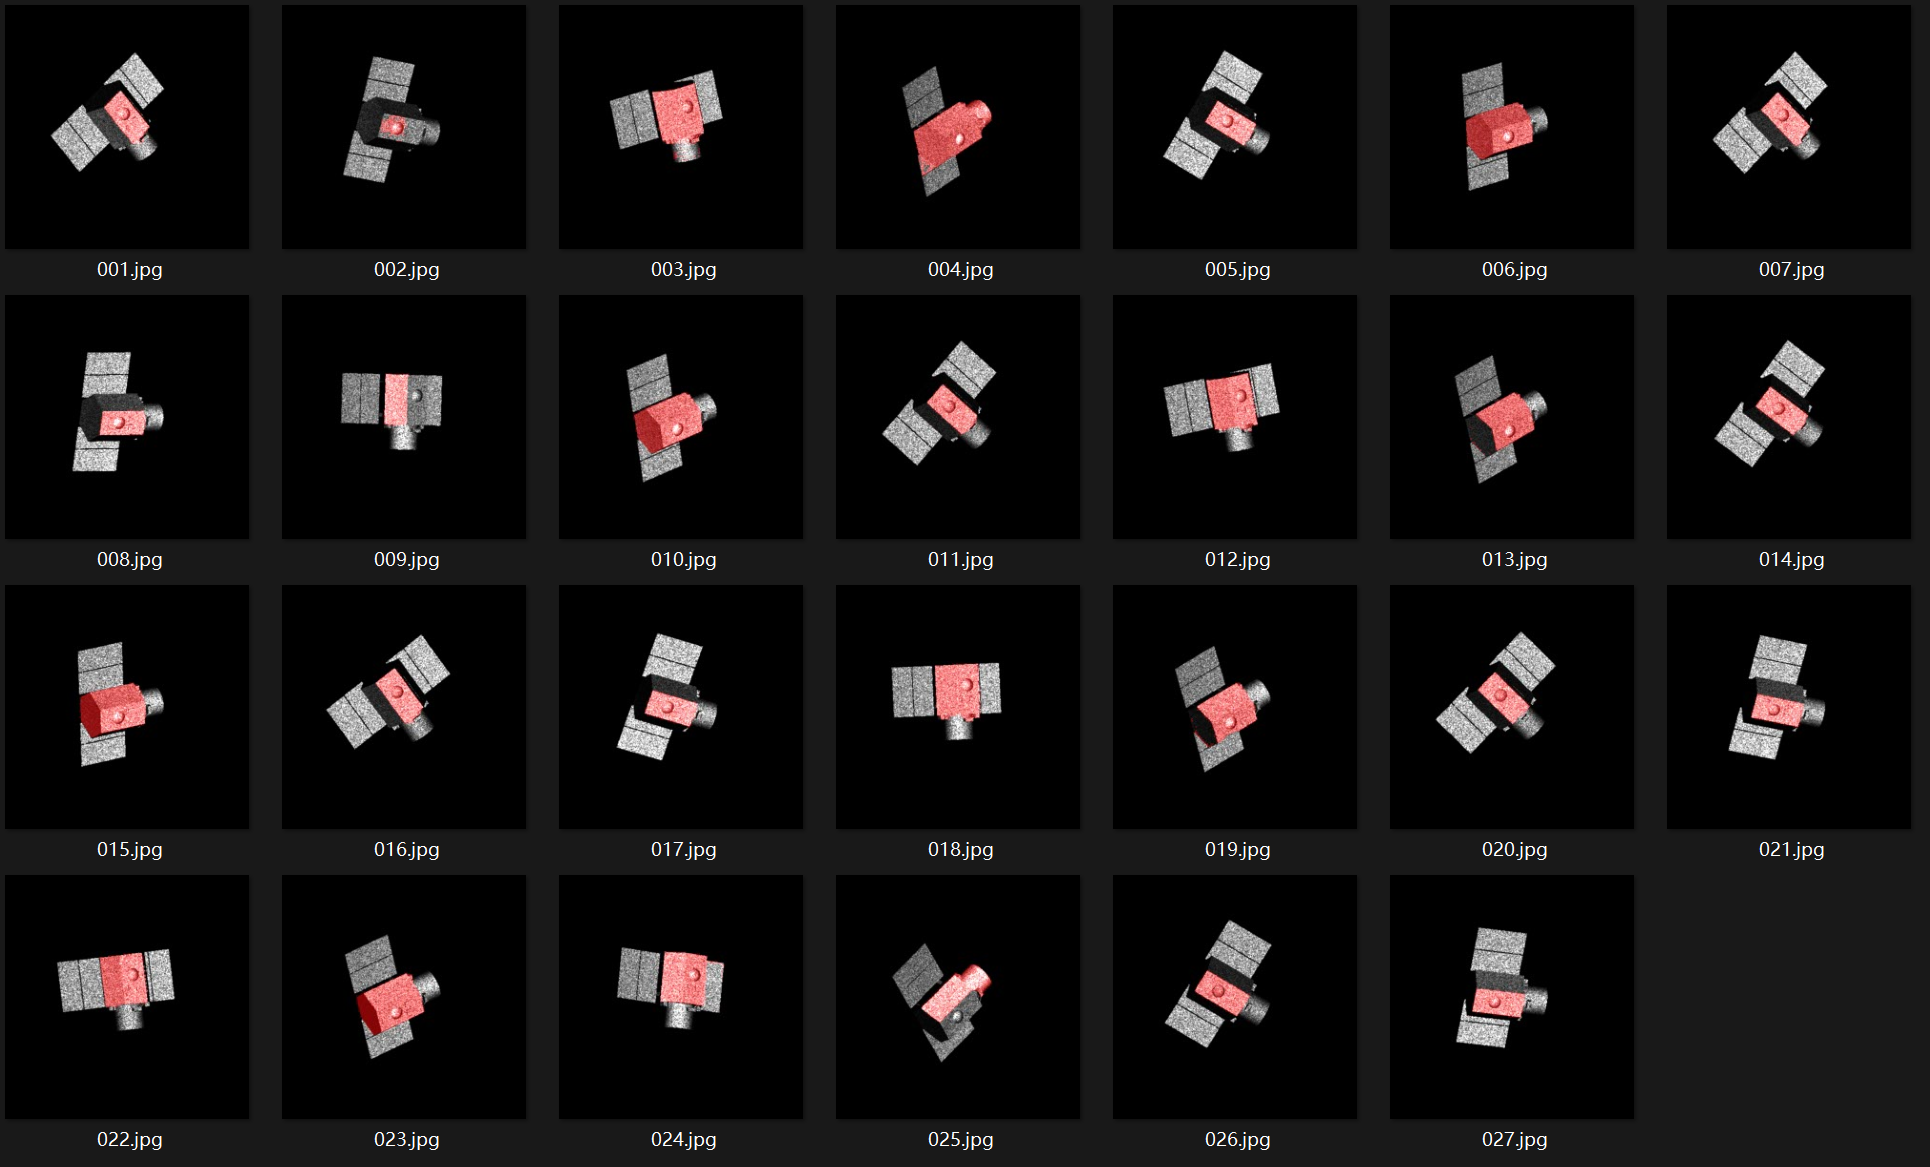 001.jpg 002.jpg 003.jpg 004.jpg 005.jpg 006.jpg 007.jpg
008.jpg 009.jpg 010.jpg 011.jpg 012.jpg 013.jpg 014.jpg
015.jpg 016.jpg 017.jpg 018.jpg 019.jpg 020.jpg 021.jpg
022.jpg 023.jpg 024.jpg 025.jpg 026.jpg 027.jpg